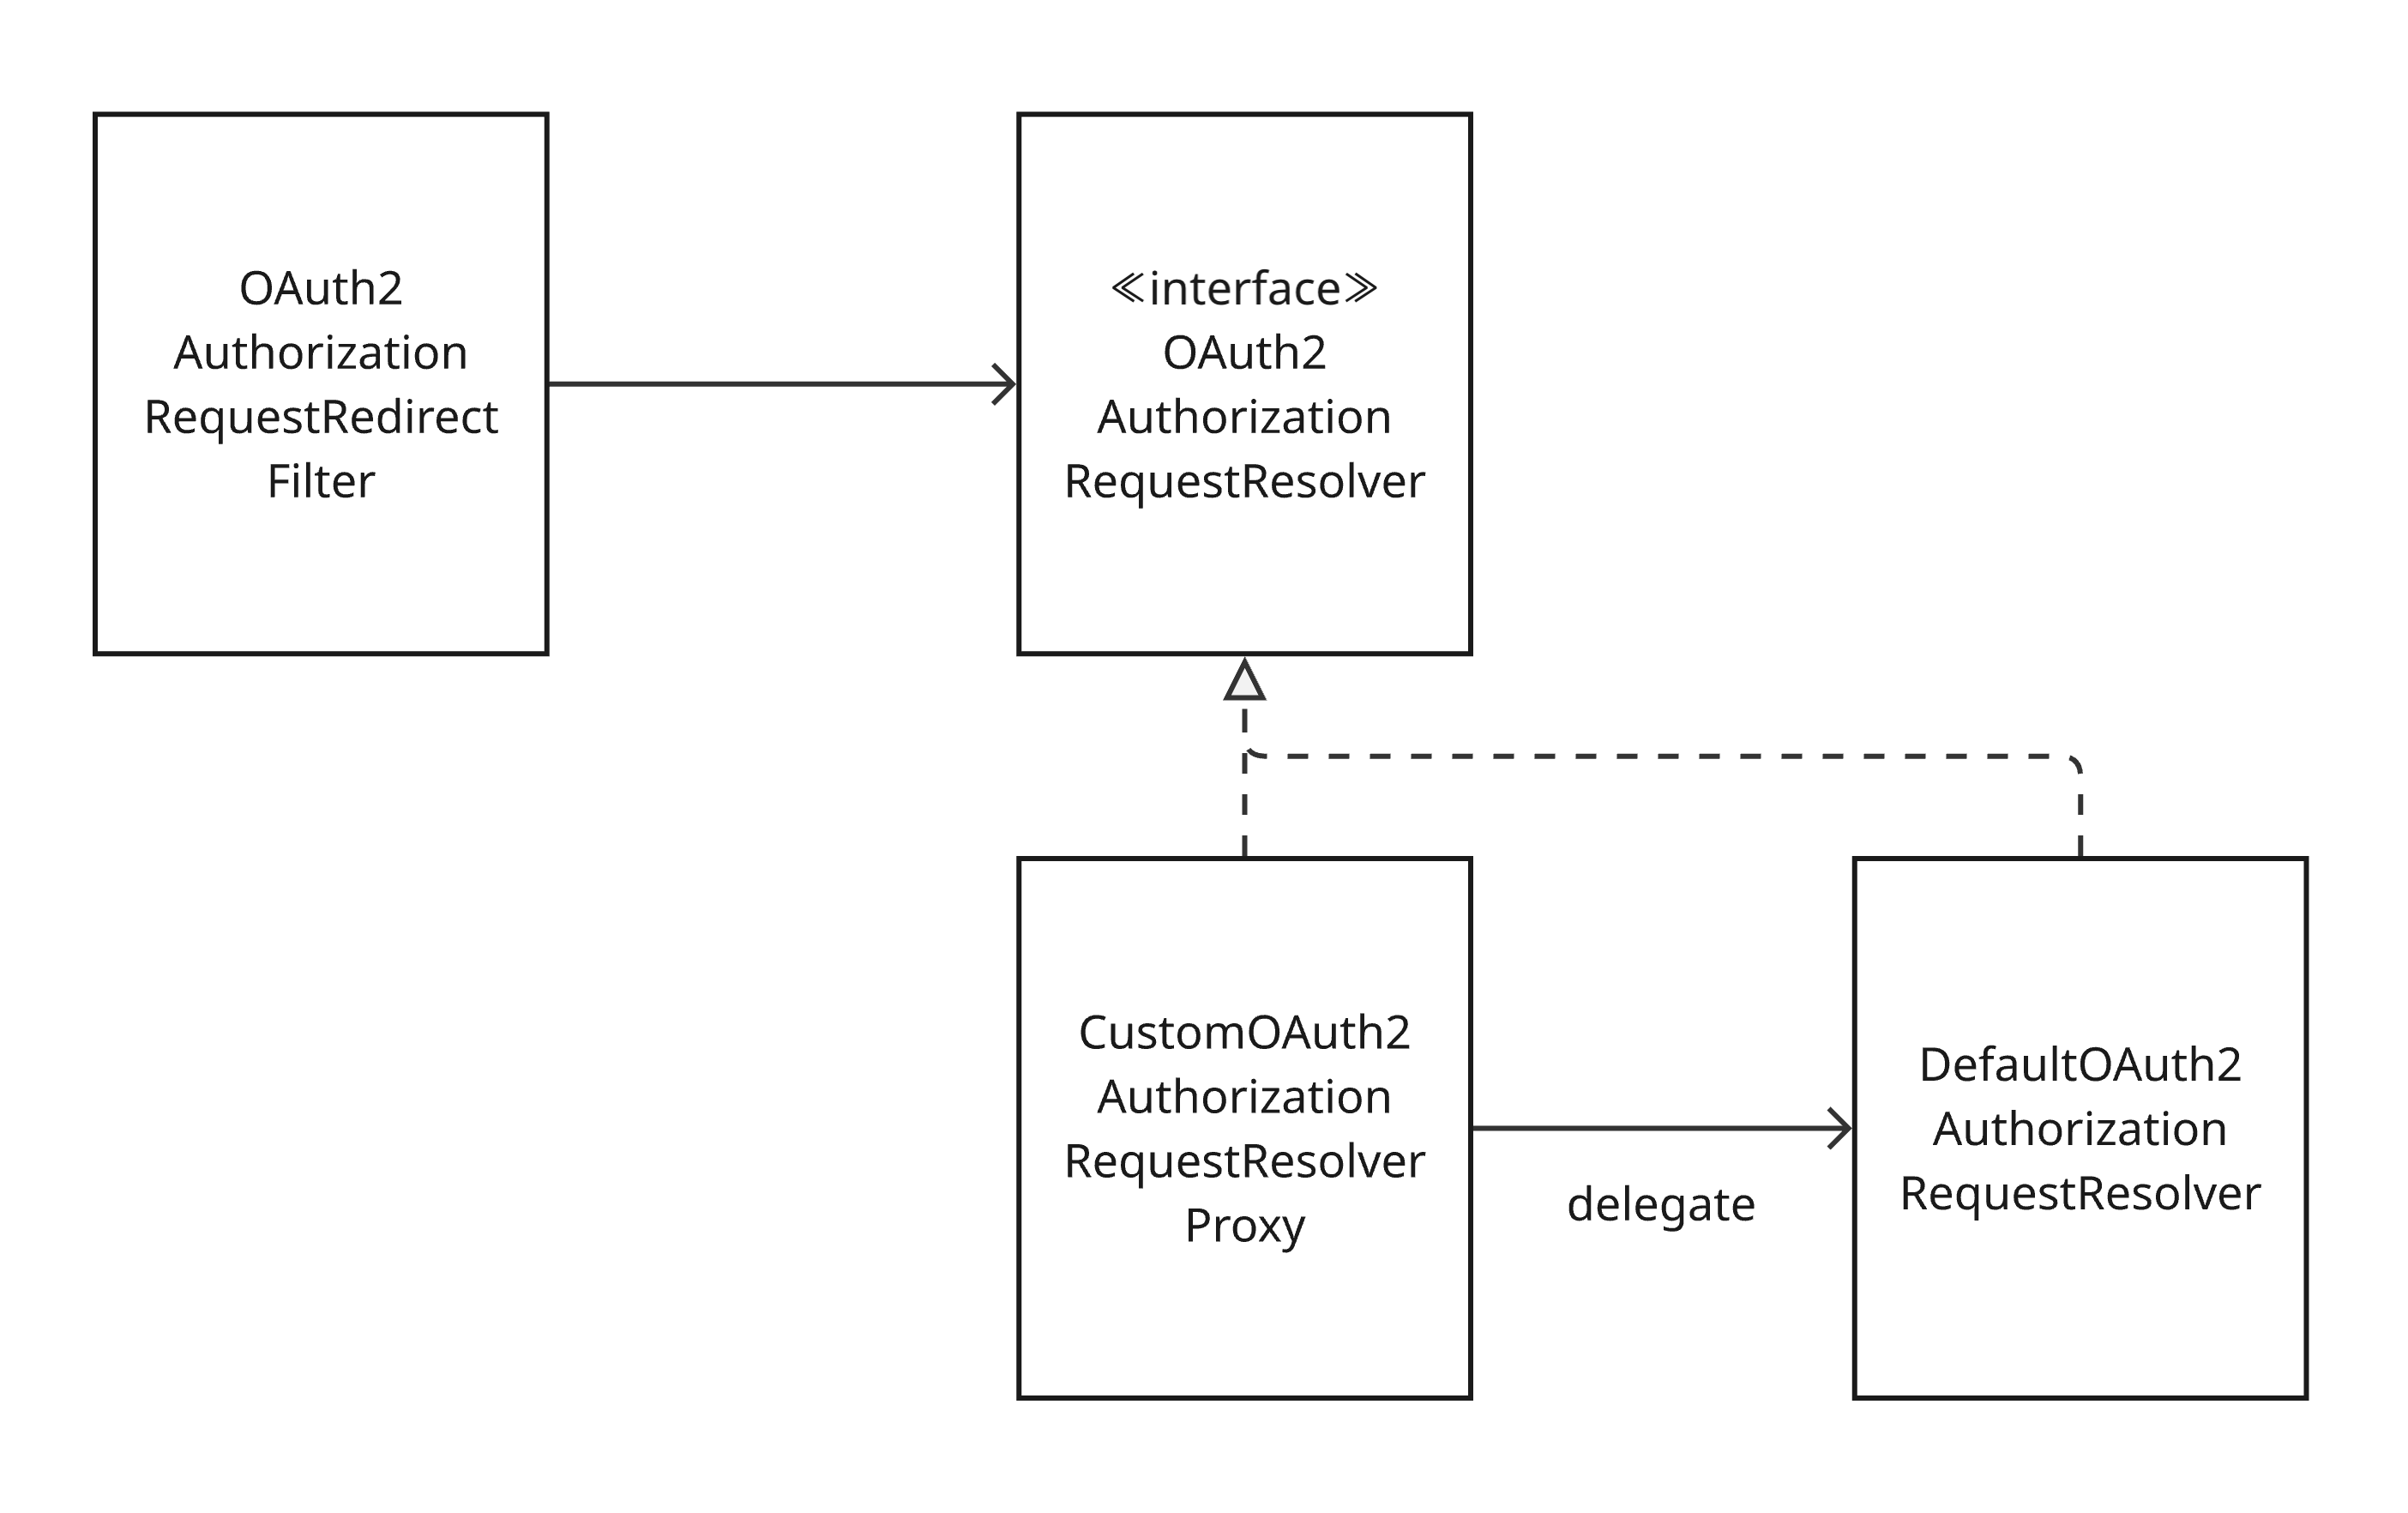 OAuth2
Authorization
RequestRedirect
Filter
≪interface≫
OAuth2
Authorization
RequestResolver
CustomOAuth2
Authorization
RequestResolver
Proxy
delegate
DefaultOAuth2
Authorization
RequestResolver